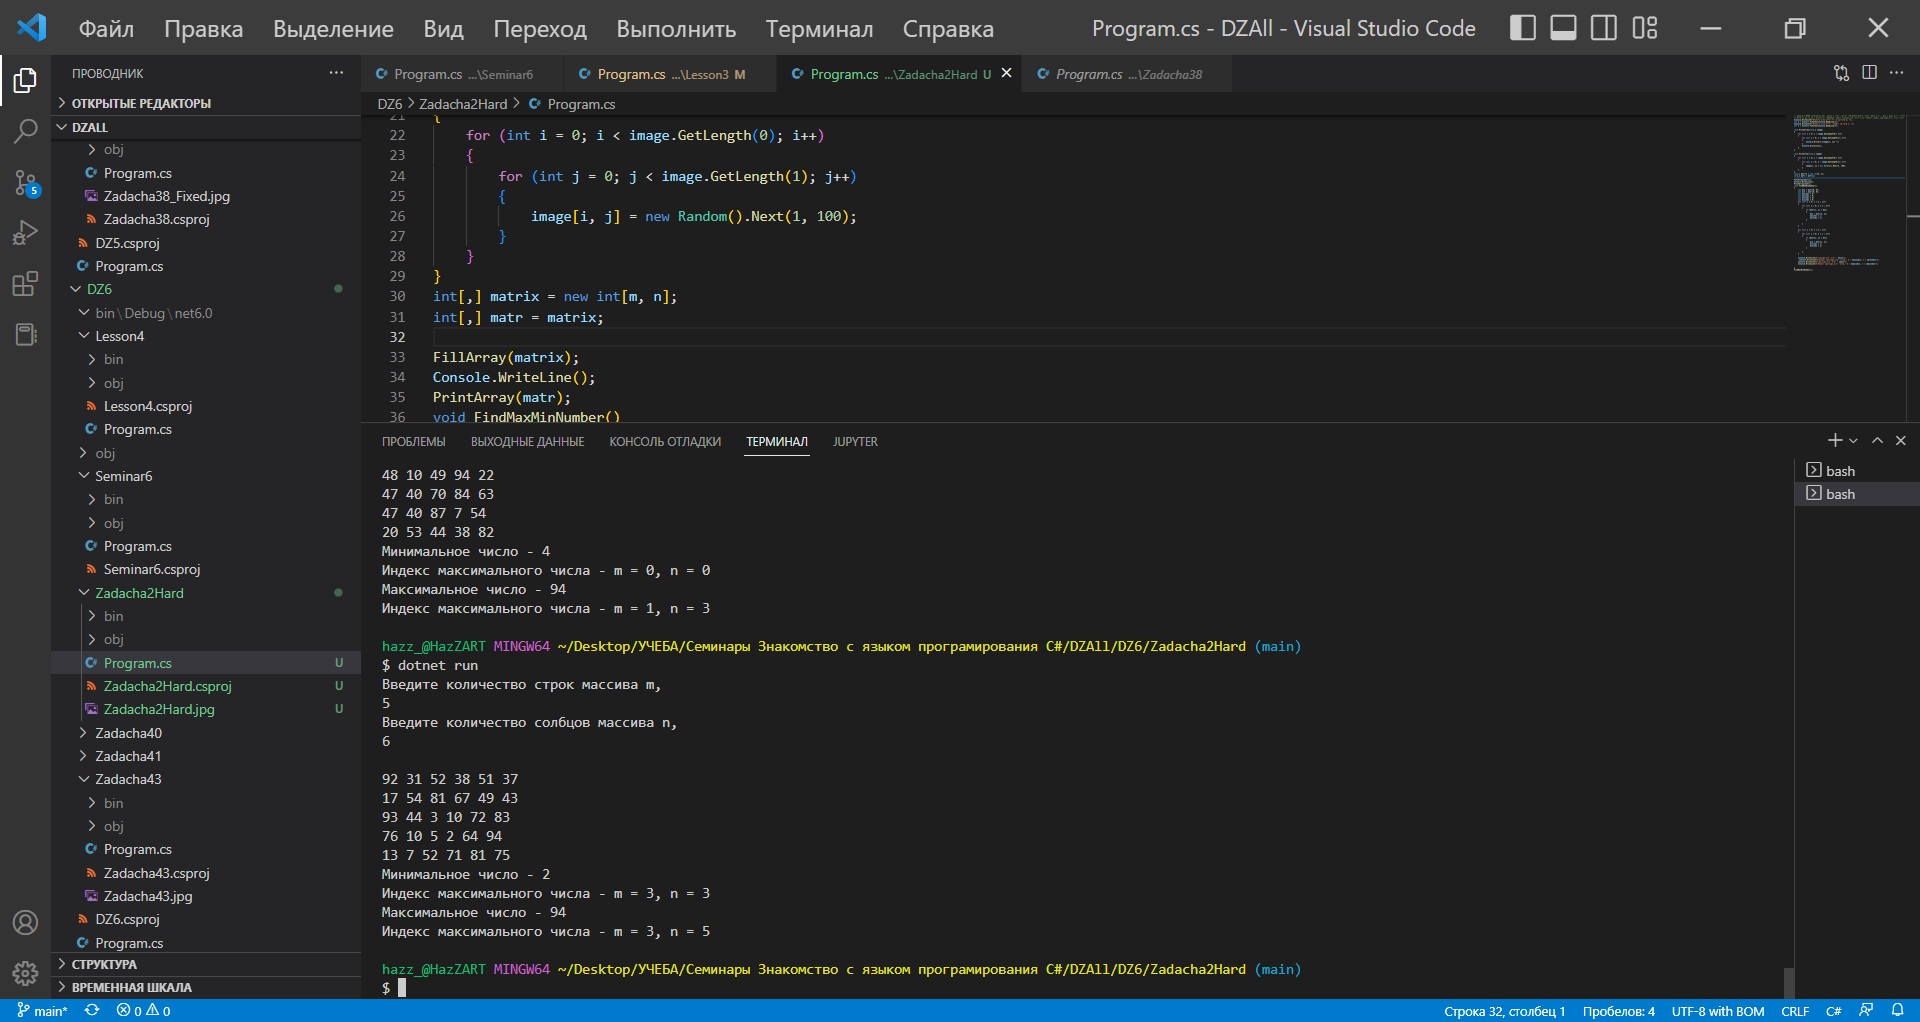 Файл Правка Выделение Вид Переход Выполнить Терминал Справка Program.cs - DZAll - Visual Studio Code
ПРОВОДНИК ...
ОТКРЫТЫЕ РЕДАКТОРЫ
DZALL
obj
Program.cs
Zadacha38_Fixed.jpg
Zadacha38.csproj
DZ5.csproj
Program.cs
DZ6
bin\Debug\net6.0
Lesson4
bin
obj
Lesson4.csproj
Program.cs
obj
Seminar6
bin
obj
Program.cs
Seminar6.csproj
Zadacha2Hard
bin
obj
Program.cs U
Zadacha2Hard.csproj U
Zadacha2Hard.jpg U
Zadacha40
Zadacha41
Zadacha43
bin
obj
Program.cs
Zadacha43.csproj
Zadacha43.jpg
DZ6.csproj
Program.cs
СТРУКТУРА
ВРЕМЕННАЯ ШКАЛА
5
Program.cs ...\Seminar6 Program.cs ...\Lesson3 M Program.cs ...\Zadacha2Hard U Program.cs ...\Zadacha38
DZ6 > Zadacha2Hard > Program.cs
21 {
22 for (int i = 0; i < image.GetLength(0); i++)
23 {
24 for (int j = 0; j < image.GetLength(1); j++)
25 {
26 image[i, j] = new Random().Next(1, 100);
27 }
28 }
29 }
30 int[,] matrix = new int[m, n];
31 int[,] matr = matrix;
32
33 FillArray(matrix);
34 Console.WriteLine();
35 PrintArray(matr);
36 void FindMaxMinNumber()
ПРОБЛЕМЫ ВЫХОДНЫЕ ДАННЫЕ КОНСОЛЬ ОТЛАДКИ ТЕРМИНАЛ JUPYTER
48 10 49 94 22
47 40 70 84 63
47 40 87 7 54
20 53 44 38 82
Минимальное число - 4
Индекс максимального числа - m = 0, n = 0
Максимальное число - 94
Индекс максимального числа - m = 1, n = 3
hazz_@HazZART MINGW64 ~/Desktop/УЧЕБА/Семинары Знакомство с языком програмирования C#/DZAll/DZ6/Zadacha2Hard (main)
$ dotnet run
Введите количество строк массива m,
5
Введите количество солбцов массива n,
6
92 31 52 38 51 37
17 54 81 67 49 43
93 44 3 10 72 83
76 10 5 2 64 94
13 7 52 71 81 75
Минимальное число - 2
Индекс максимального числа - m = 3, n = 3
Максимальное число - 94
Индекс максимального числа - m = 3, n = 5
hazz_@HazZART MINGW64 ~/Desktop/УЧЕБА/Семинары Знакомство с языком програмирования C#/DZAll/DZ6/Zadacha2Hard (main)
$
bash
bash
main* 0 0 Строка 32, столбец 1 Пробелов: 4 UTF-8 with BOM CRLF C#